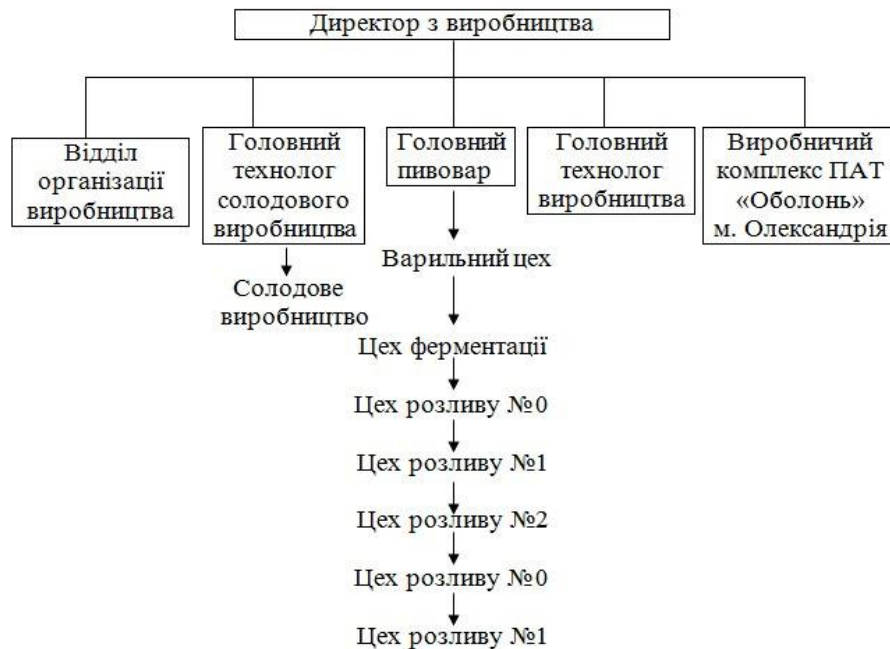 Директор з виробництва
Відділ
організації
виробництва
Головний
технолог
солодового
виробництва
Головний
пивовар
Головний
технолог
виробництва
Виробничий
комплекс ПАТ
«Оболонь»
м. Олександрія
Солодове
виробництво
Варильний цех
Цех ферментації
Цех розливу №0
Цех розливу №1
Цех розливу №2
Цех розливу №0
Цех розливу №1